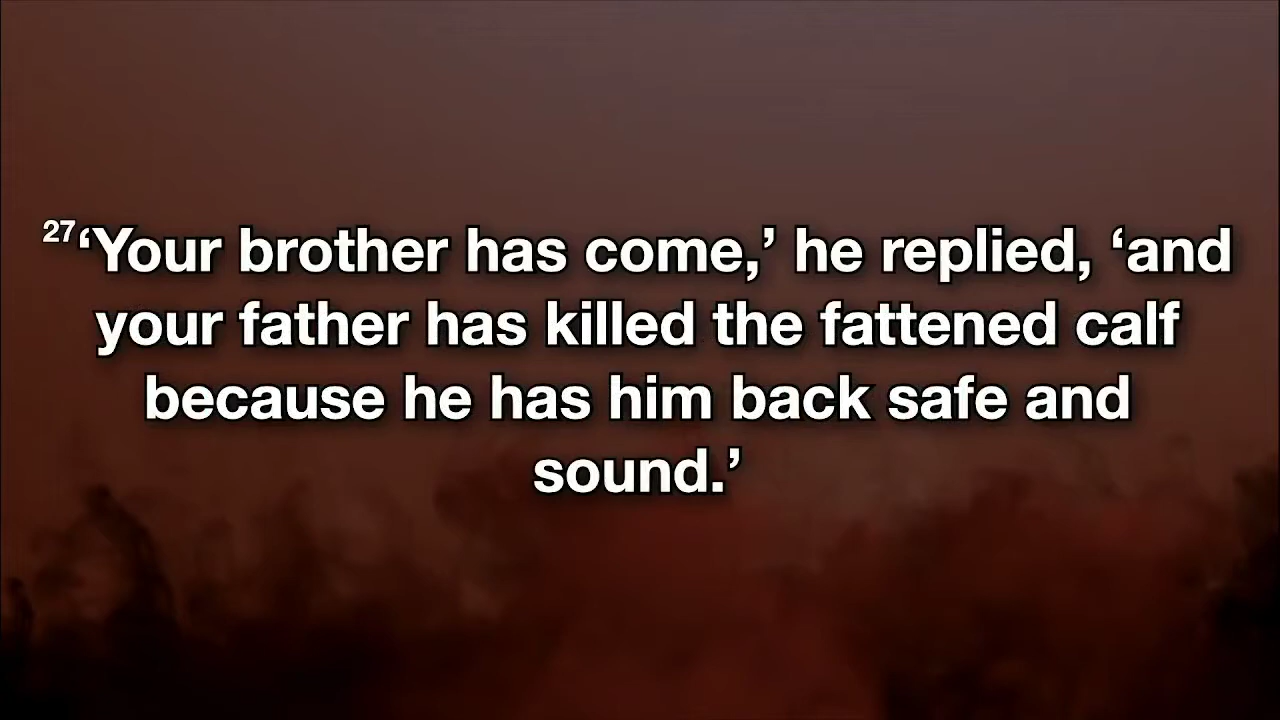 27‘Your brother has come,’ he replied, ‘and
your father has killed the fattened calf
because he has him back safe and
sound.’